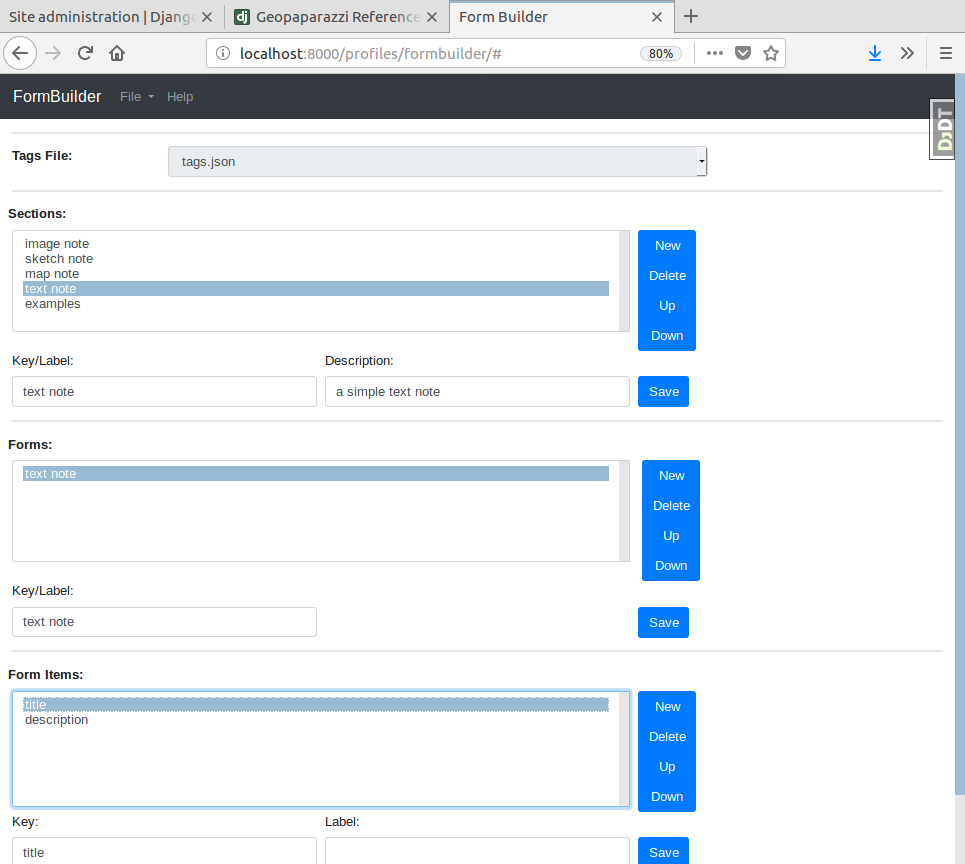 Site administration | Djang
Geopaparazzi Reference
Form Builder
localhost:8000/profiles/formbuilder/#
80%
FormBuilder File Help
DjDT
Tags File:
tags.json
Sections:
image note
sketch note
map note
text note
examples
New
Delete
Up
Down
Key/Label:
Description:
text note
a simple text note
Save
Forms:
text note
New
Delete
Up
Down
Key/Label:
text note
Save
Form Items:
title
description
New
Delete
Up
Down
Key:
Label:
title
Save